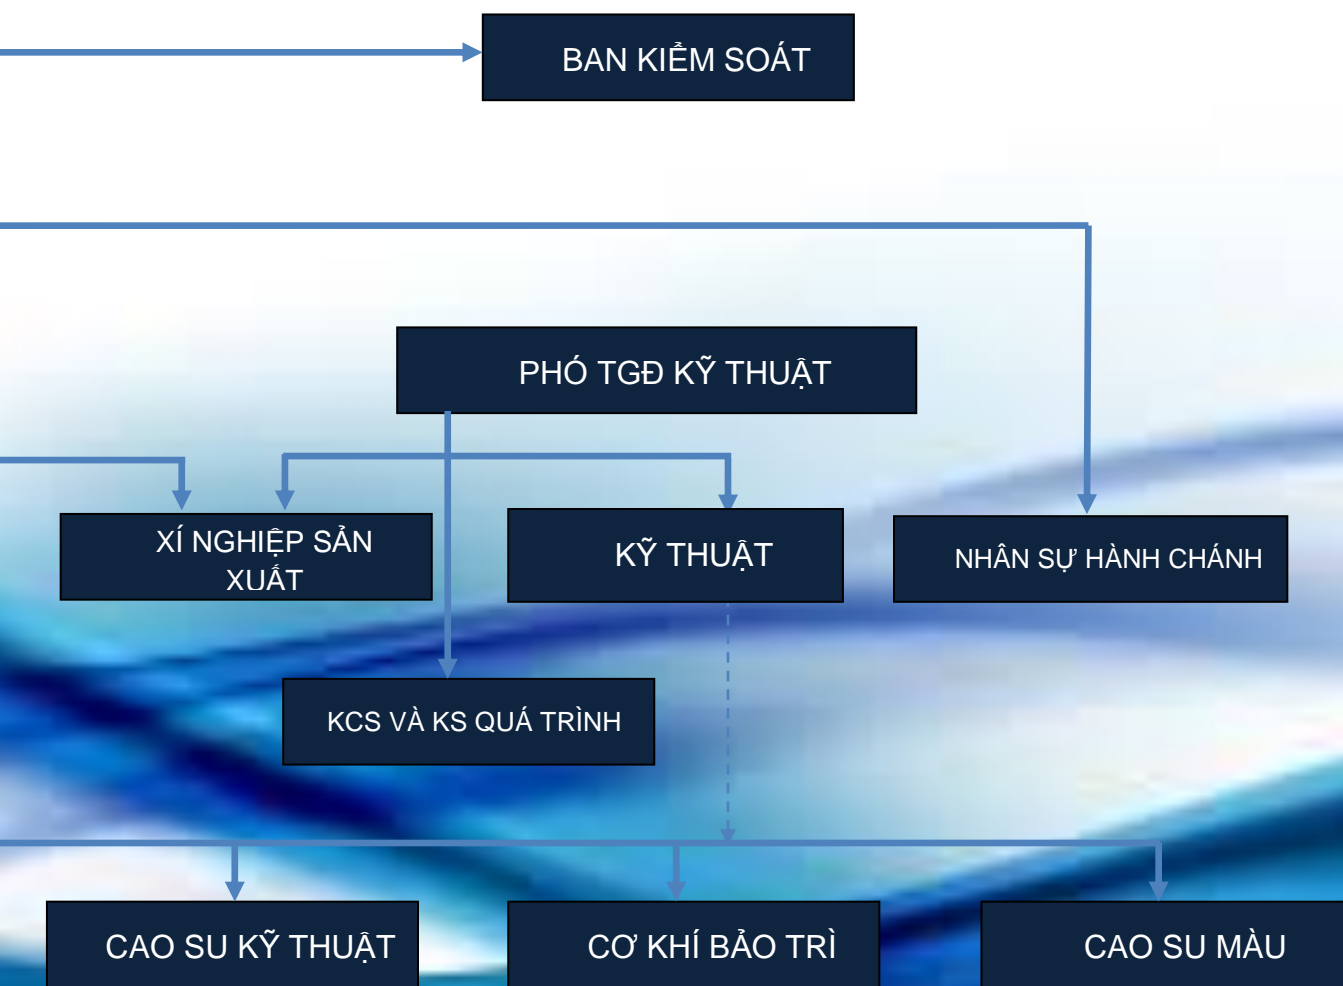 BAN KIỂM SOÁT
PHÓ TGĐ KỸ THUẬT
XÍ NGHIỆP SẢN
XUẤT
KỸ THUẬT
NHÂN SỰ HÀNH CHÁNH
KCS VÀ KS QUÁ TRÌNH
CAO SU KỸ THUẬT
CƠ KHÍ BẢO TRÌ
CAO SU MÀU